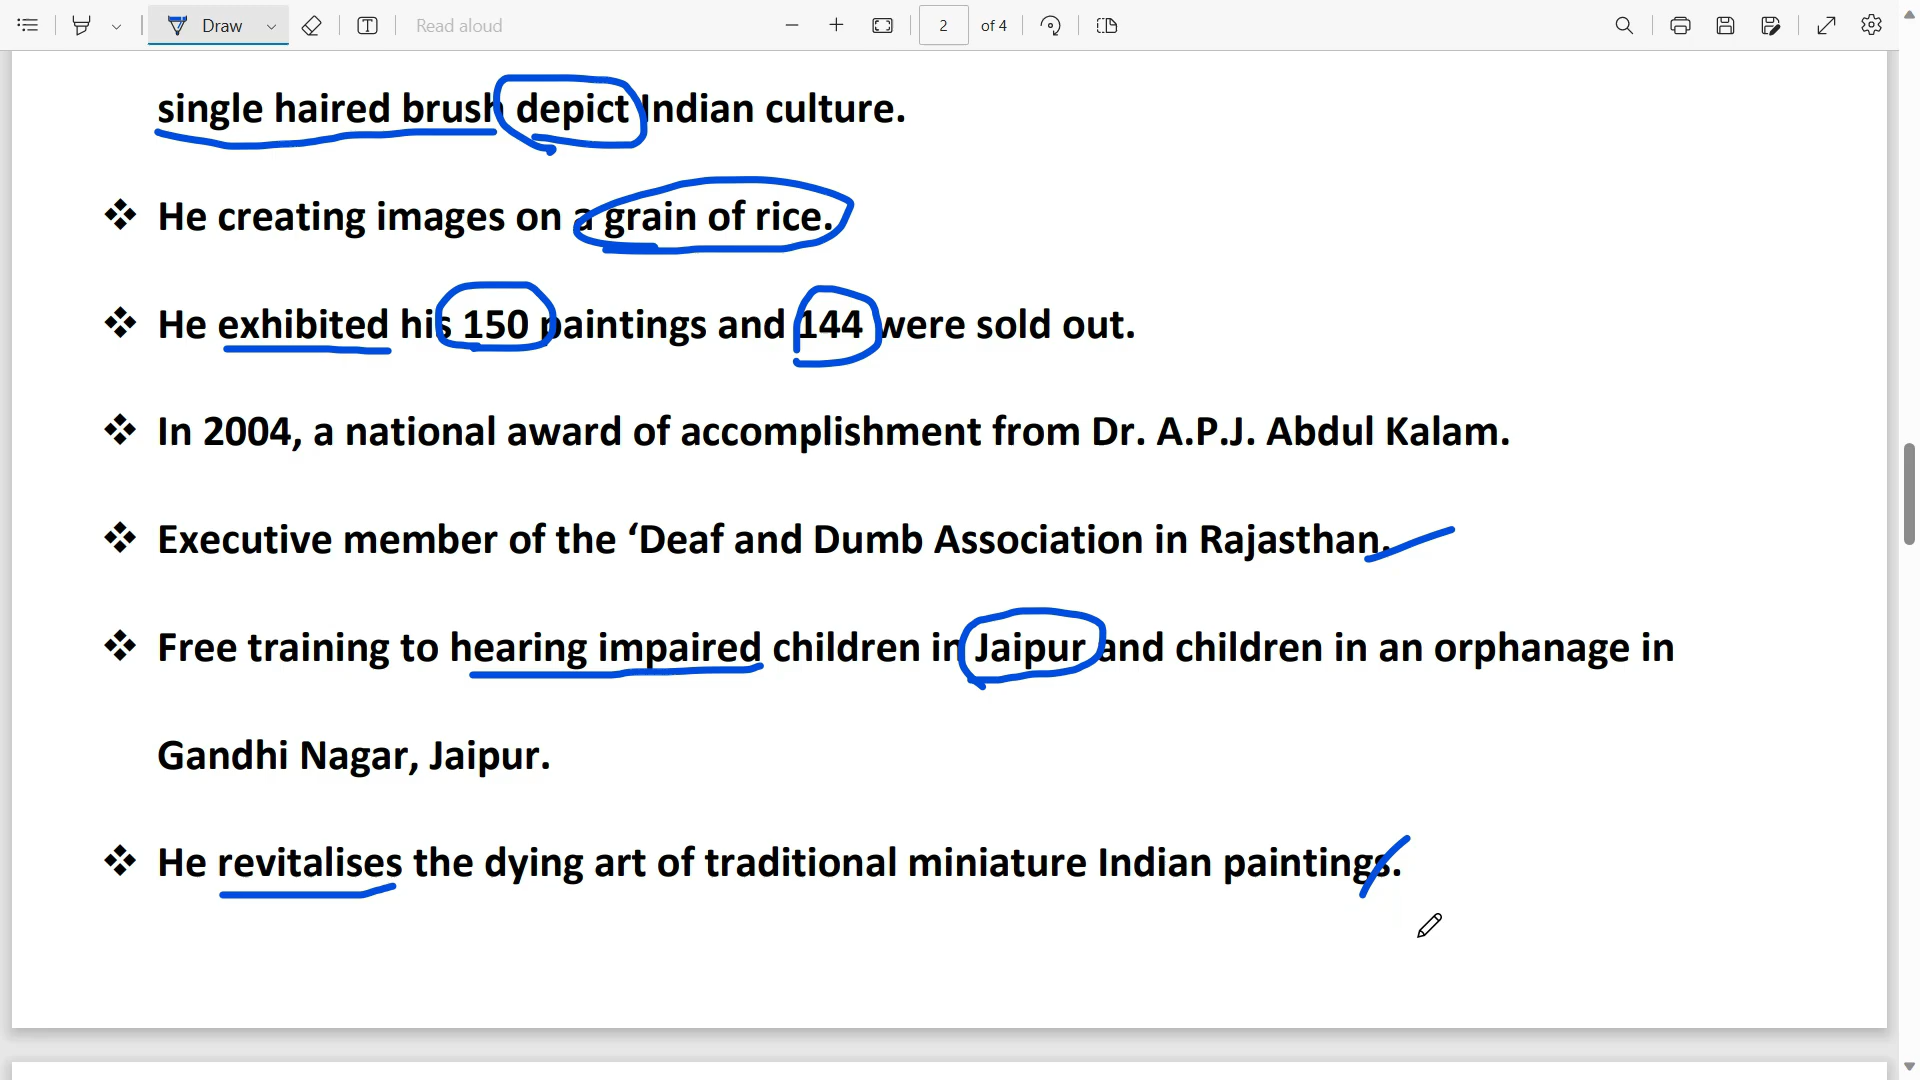 Draw
Read aloud
2
of 4
single haired brush depict Indian culture.
❖ He creating images on a grain of rice.
❖ He exhibited his 150 paintings and 144 were sold out.
❖ In 2004, a national award of accomplishment from Dr. A.P.J. Abdul Kalam.
❖ Executive member of the ‘Deaf and Dumb Association in Rajasthan.
❖ Free training to hearing impaired children in Jaipur and children in an orphanage in
Gandhi Nagar, Jaipur.
❖ He revitalises the dying art of traditional miniature Indian paintings.